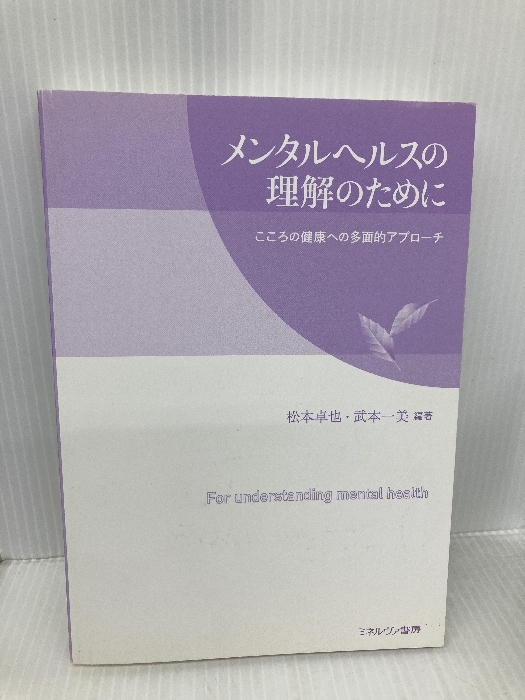 メンタルヘルスの
理解のために
こころの健康への多面的アプローチ
松本卓也・武本一美 編著
For understanding mental health
ミネルヴァ書房